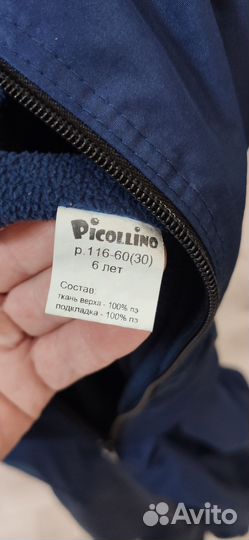 Picollino
р.116-60(30)
6 лет
Состав:
ткань верха - 100% пэ
подкладка - 100% пэ
Avito